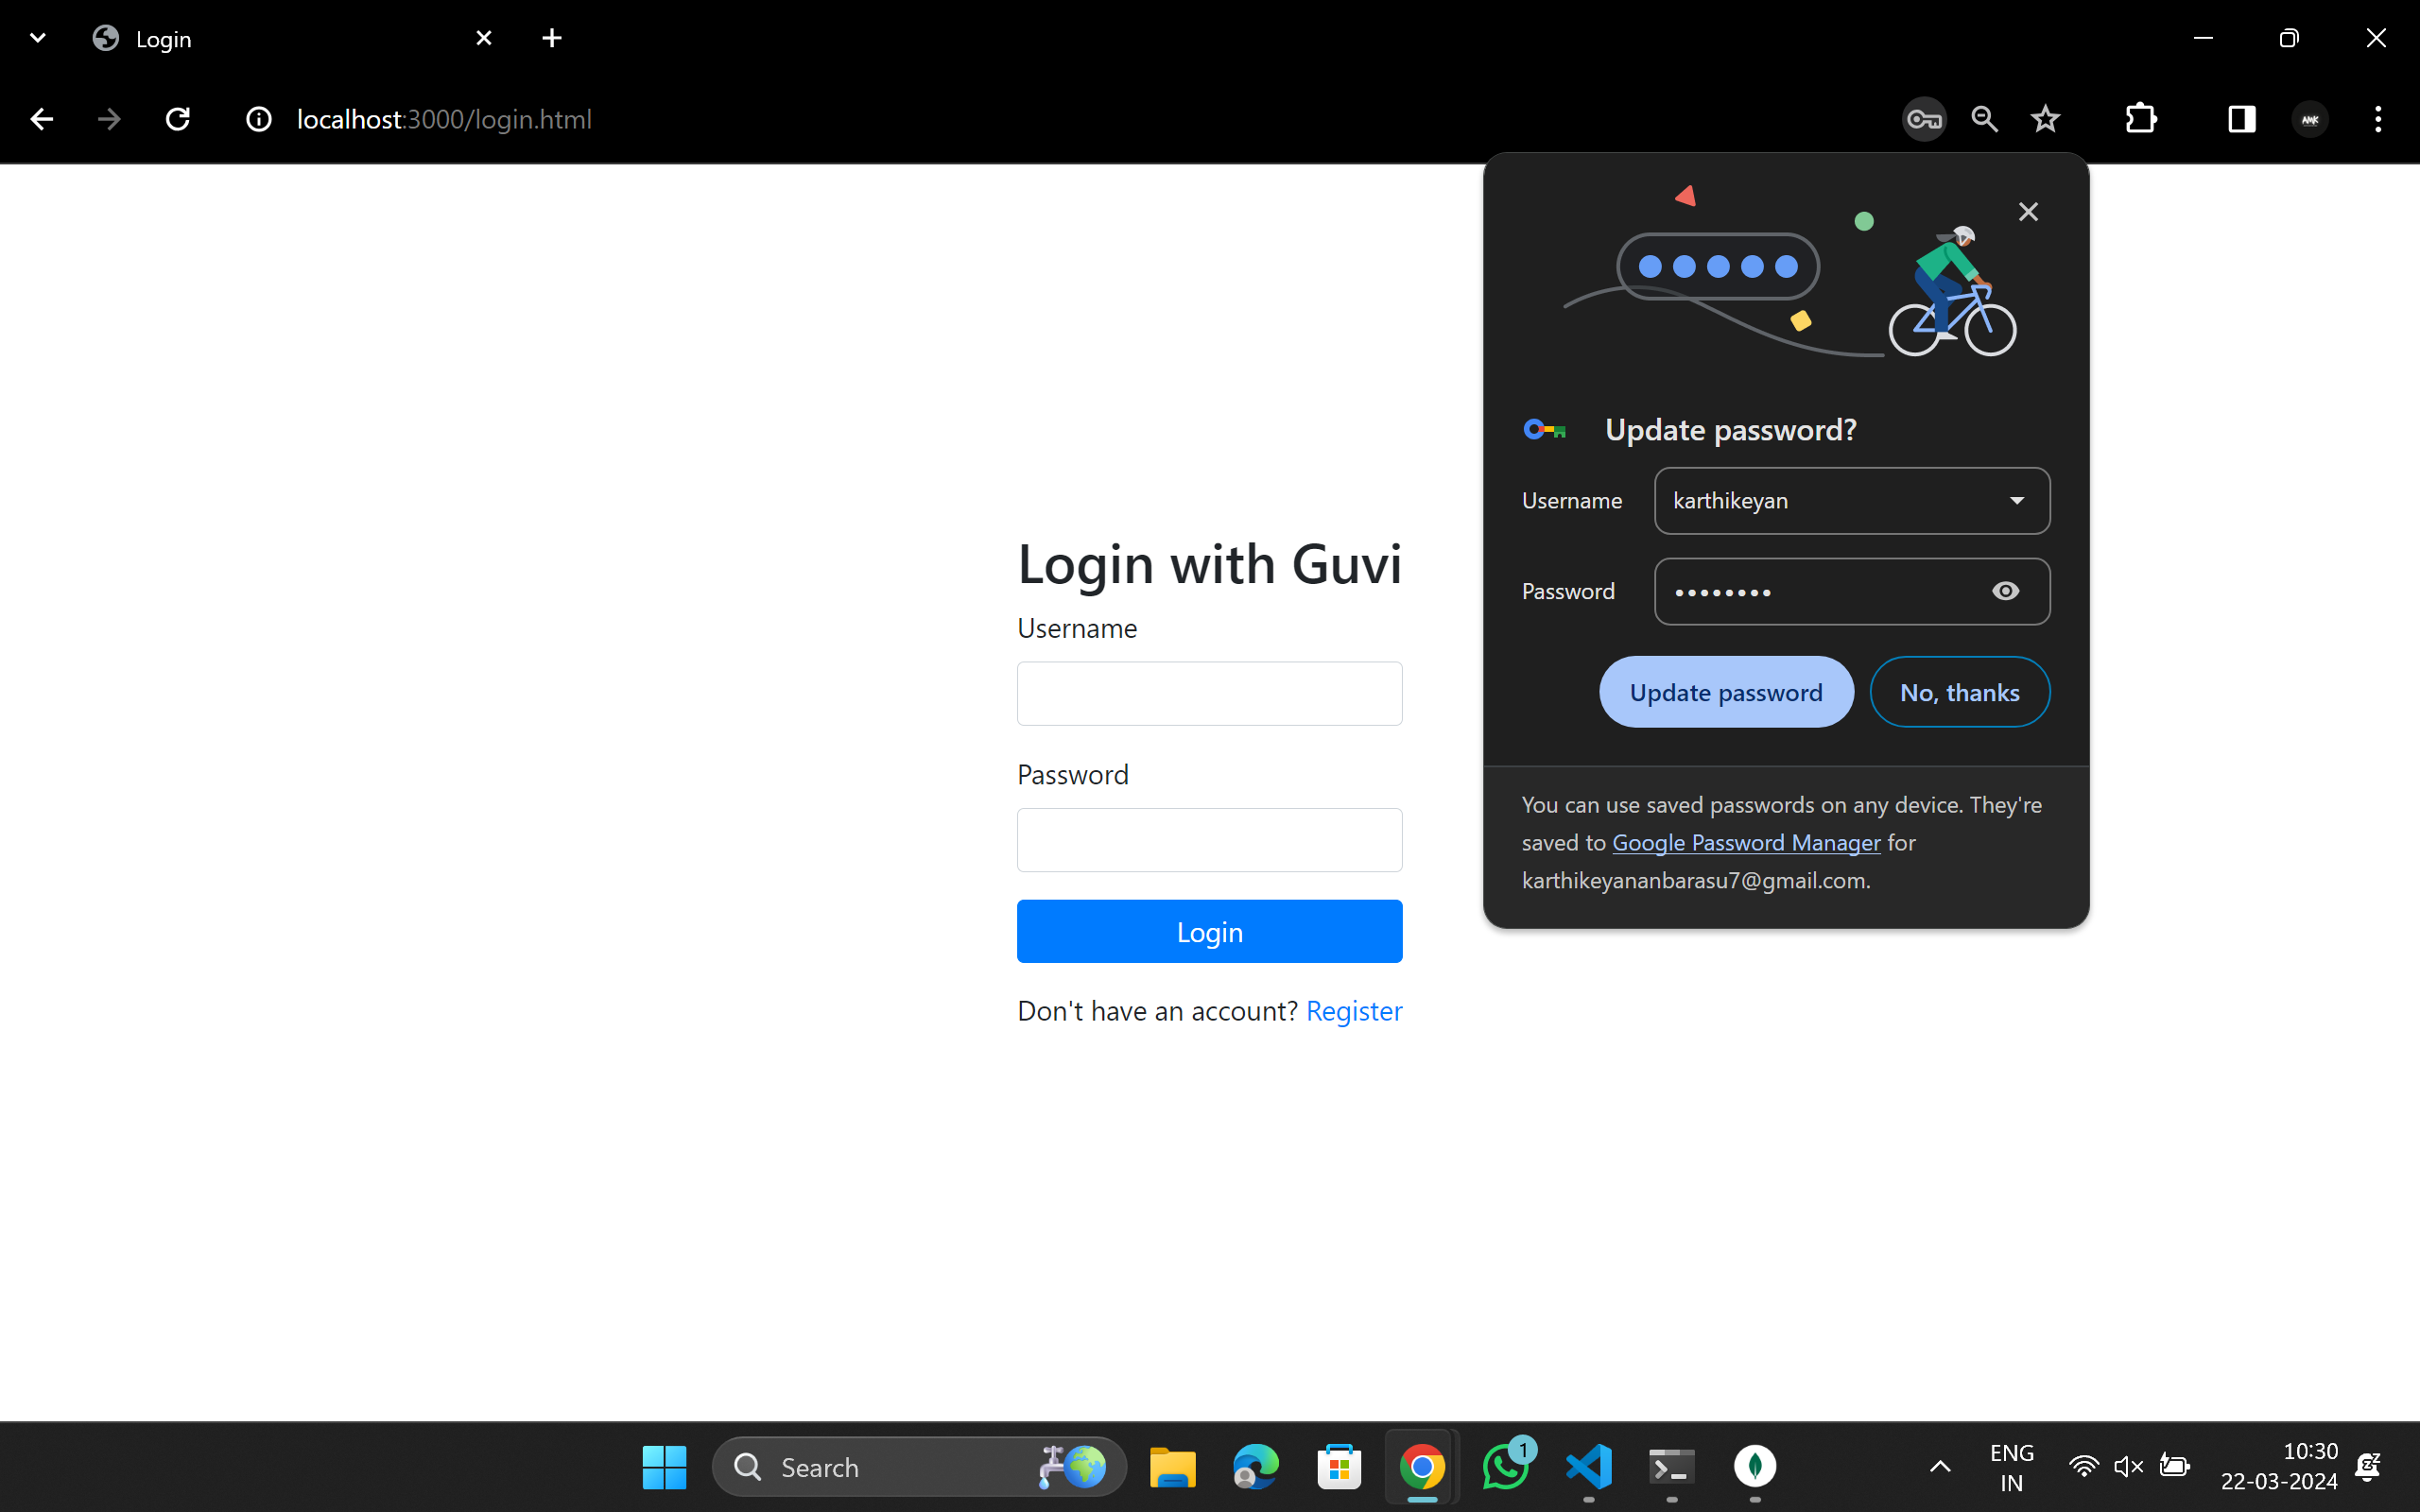 Login
localhost:3000/login.html
Update password?
Username
karthikeyan
Password
••••••••
Update password
No, thanks
You can use saved passwords on any device. They're
saved to Google Password Manager for
karthikeyananbarasu7@gmail.com.
Login with Guvi
Username
Password
Login
Don't have an account? Register
Search
1
ENG
IN
10:30
22-03-2024